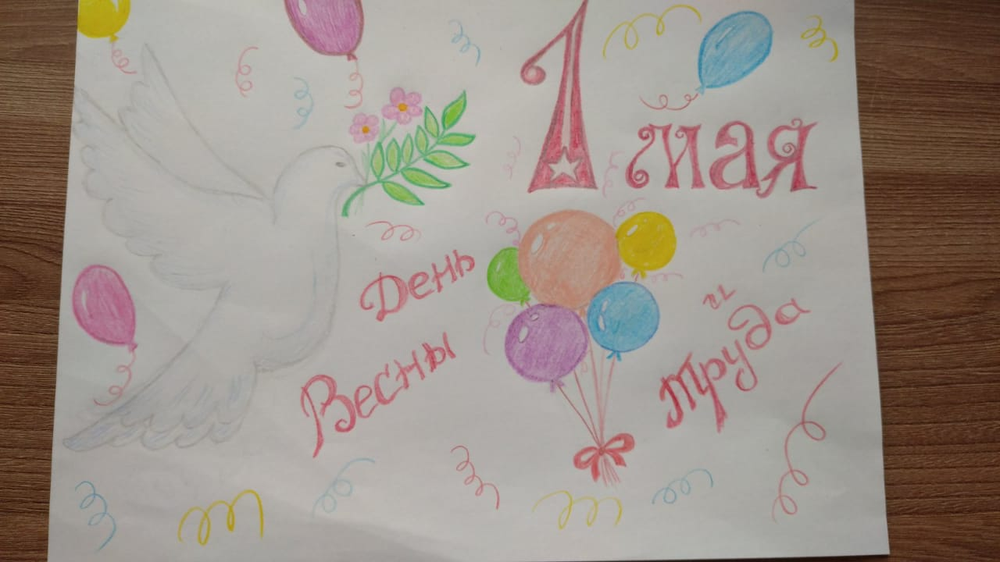 1 мая
День
Весны
и
труда